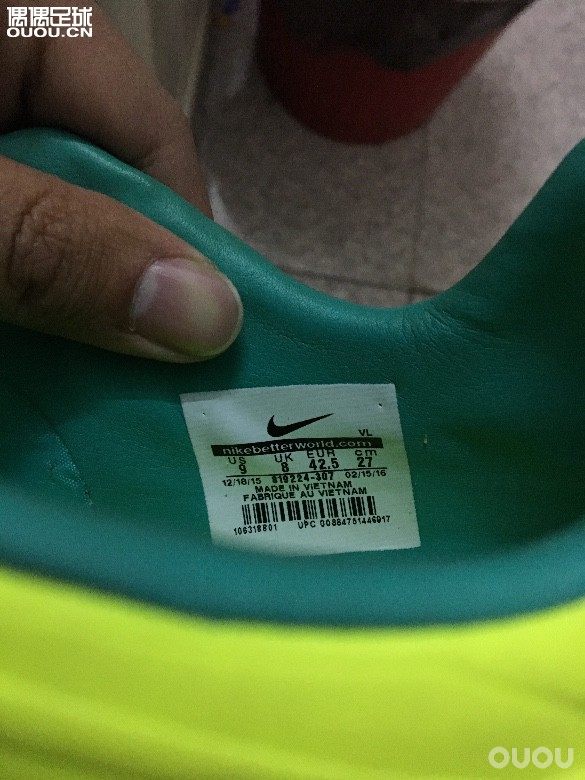 偶偶足球
OUOU.CN
VL
nikebetterworld.com
US UK EUR cm
9 8 42.5 27
12/18/15 819224-307 02/15/16
MADE IN VIETNAM
FABRIQUE AU VIETNAM
UPC 00884751446917
OUOU